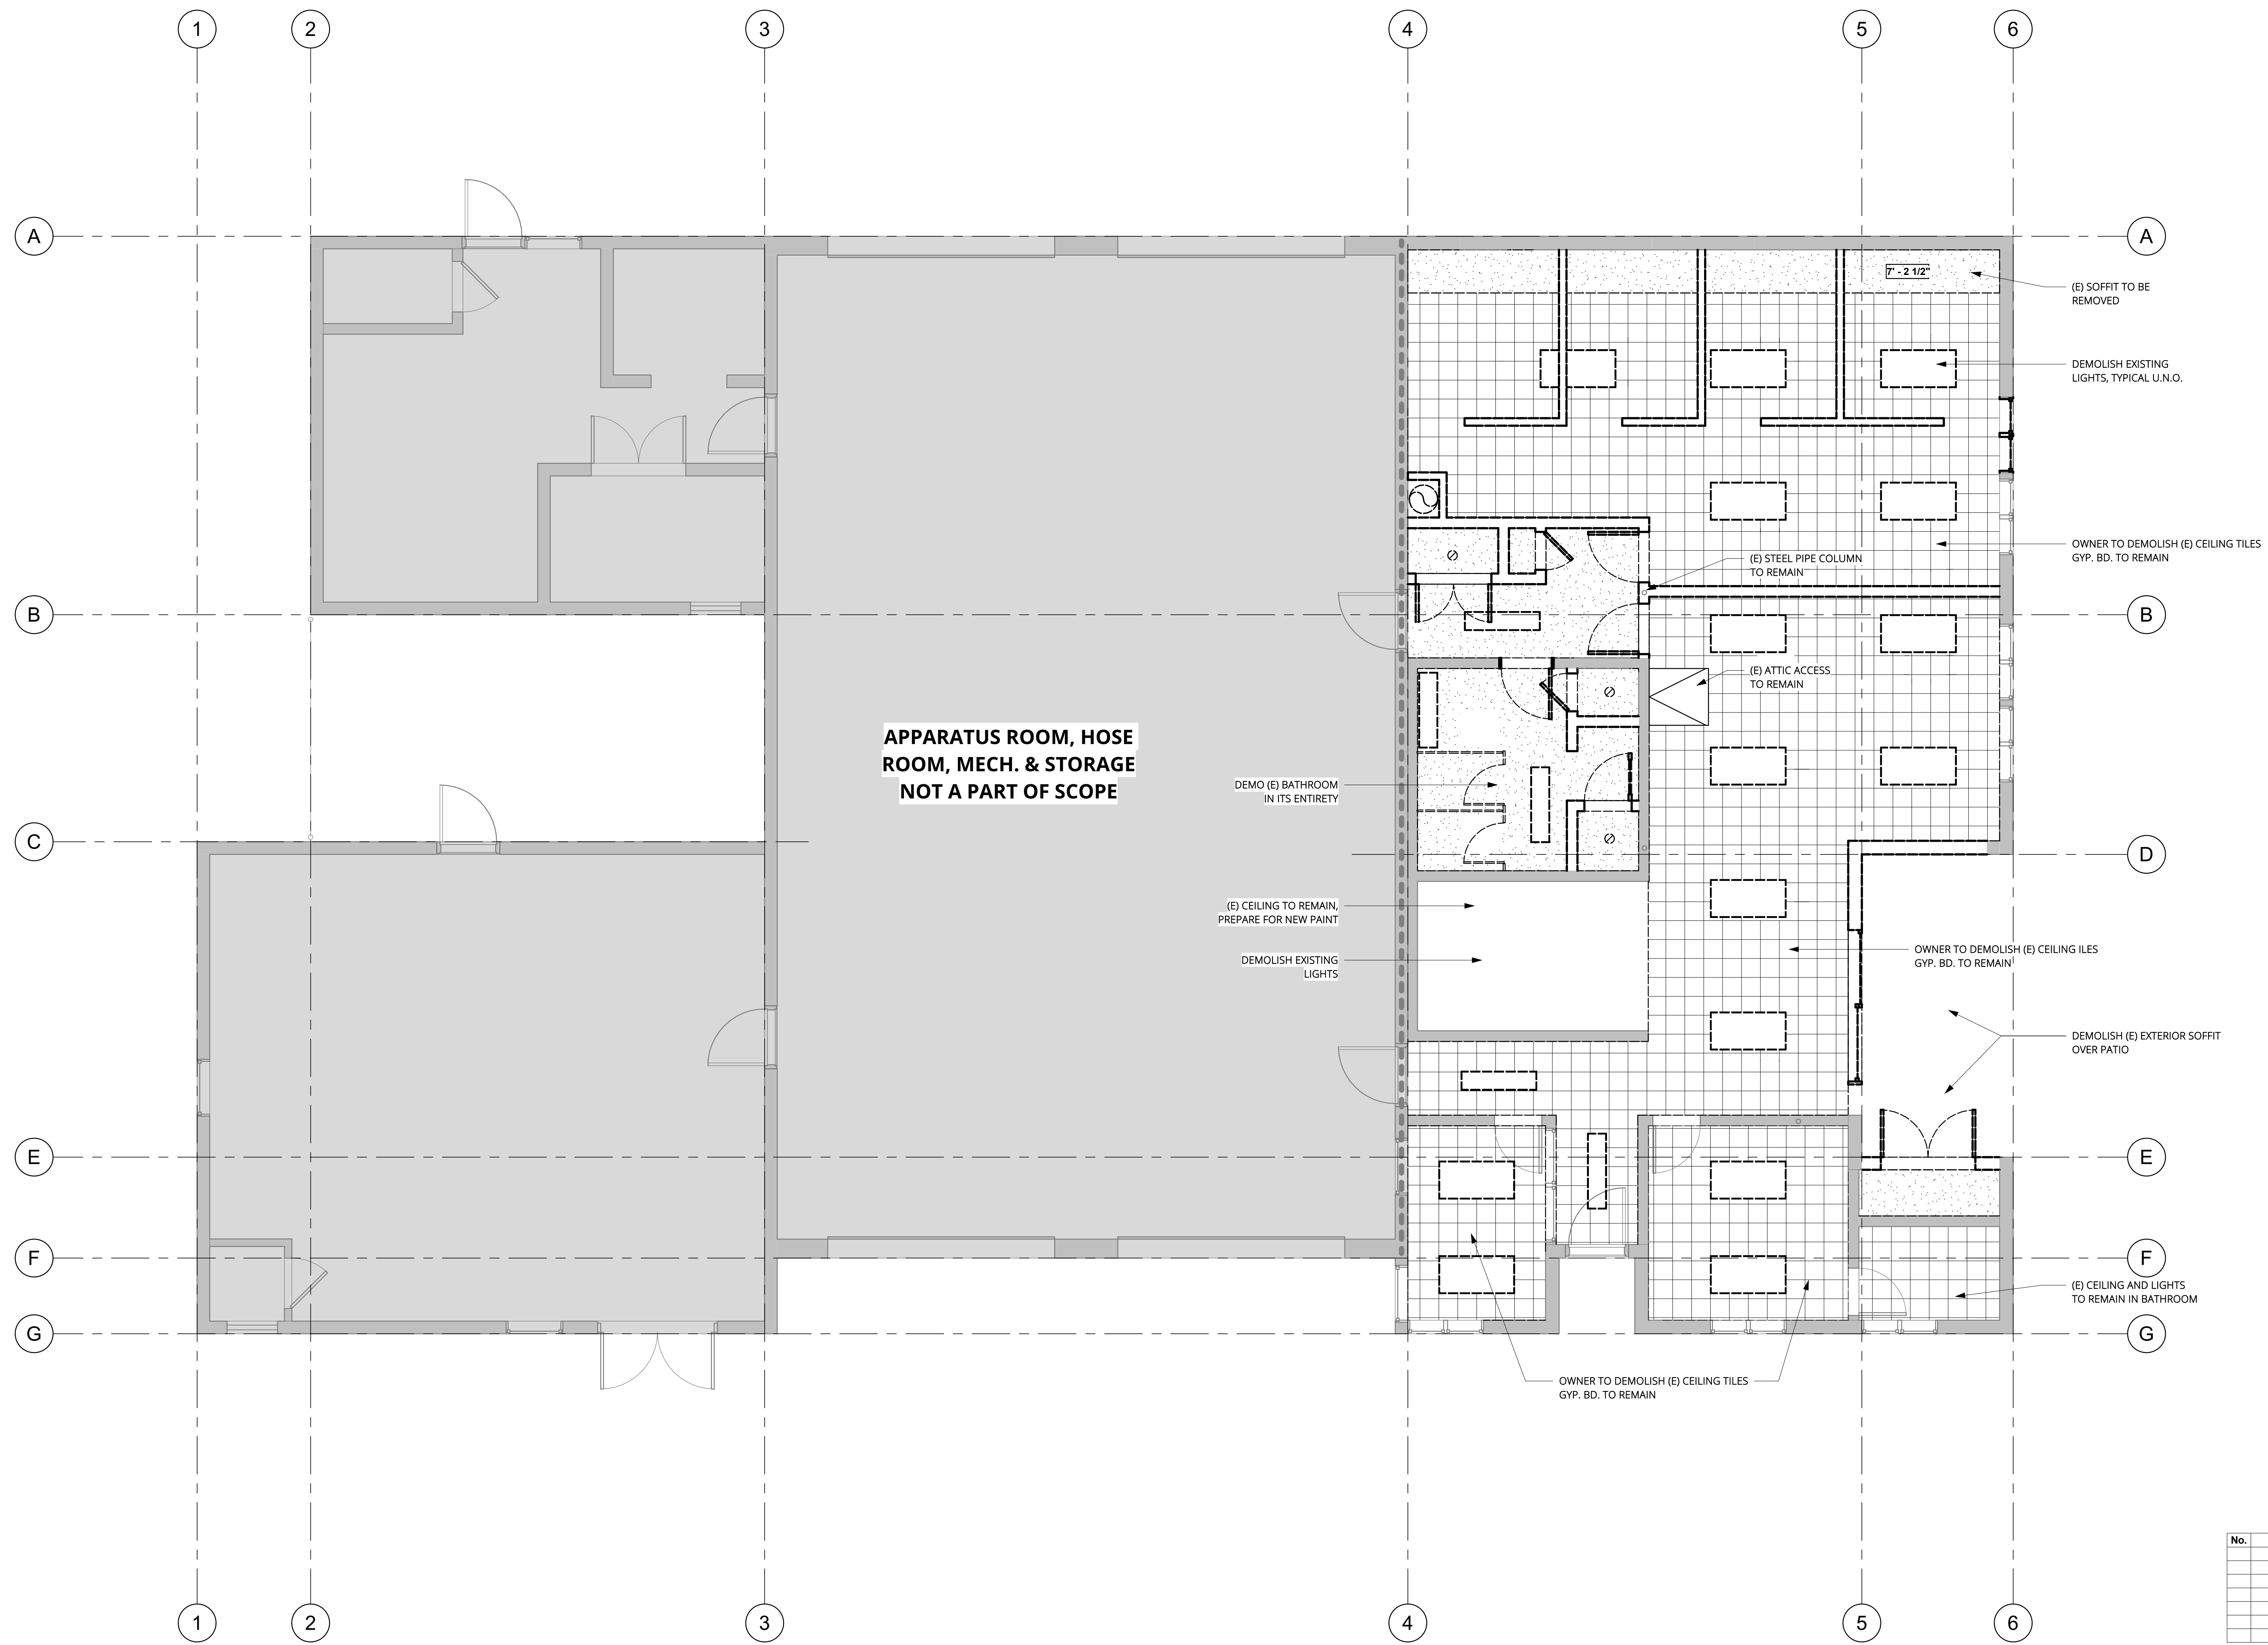 1
2
3
4
5
6
A
A
7' - 2 1/2"
(E) SOFFIT TO BE
REMOVED
DEMOLISH EXISTING
LIGHTS, TYPICAL U.N.O.
OWNER TO DEMOLISH (E) CEILING TILES
GYP. BD. TO REMAIN
(E) STEEL PIPE COLUMN
TO REMAIN
B
B
(E) ATTIC ACCESS
TO REMAIN
APPARATUS ROOM, HOSE
ROOM, MECH. & STORAGE
NOT A PART OF SCOPE
DEMO (E) BATHROOM
IN ITS ENTIRETY
C
D
(E) CEILING TO REMAIN,
PREPARE FOR NEW PAINT
DEMOLISH EXISTING
LIGHTS
OWNER TO DEMOLISH (E) CEILING ILES
GYP. BD. TO REMAIN
DEMOLISH (E) EXTERIOR SOFFIT
OVER PATIO
E
E
F
F
(E) CEILING AND LIGHTS
TO REMAIN IN BATHROOM
G
G
OWNER TO DEMOLISH (E) CEILING TILES
GYP. BD. TO REMAIN
No.
1
2
3
4
5
6